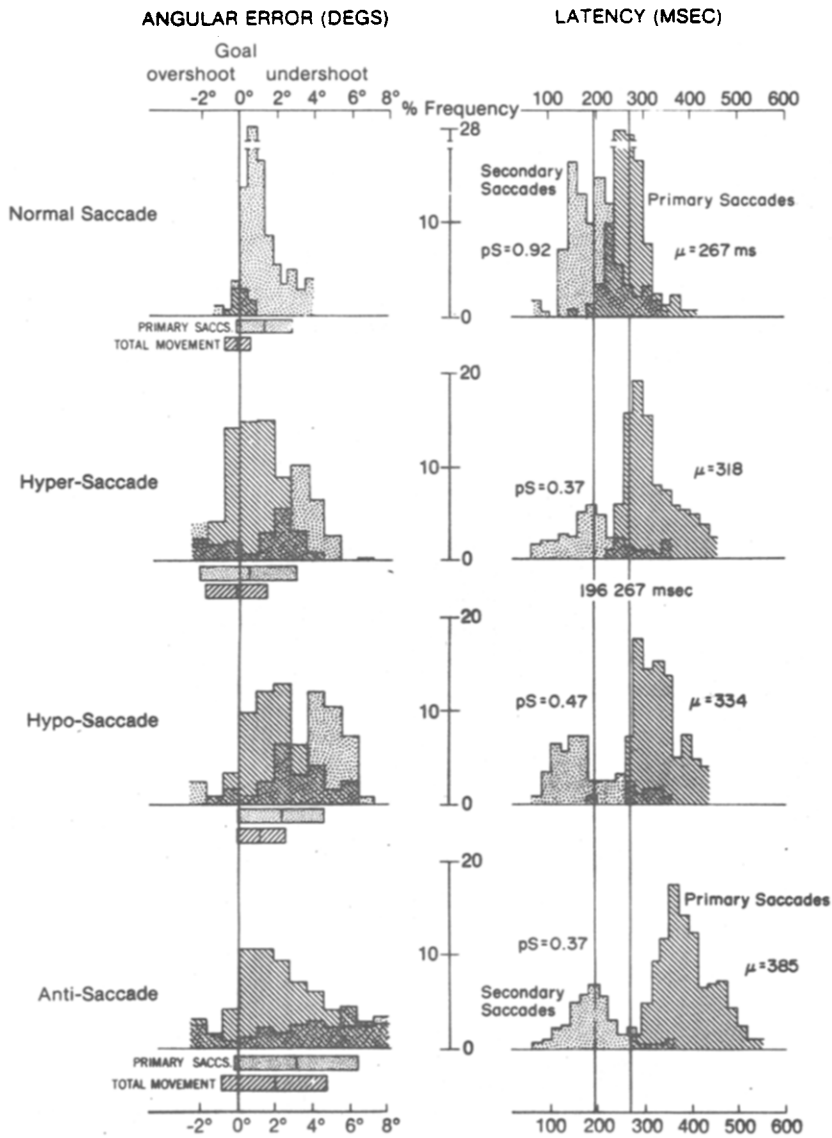 ANGULAR ERROR (DEGS)
LATENCY (MSEC)
Goal
overshoot undershoot
-2° 0° 2° 4° 6° 8°
% Frequency
100 200 300 400 500 600
28
10
0
Normal Saccade
Secondary
Saccades
Primary Saccades
pS=0.92
μ=267 ms
PRIMARY SACCS.
TOTAL MOVEMENT
20
10
0
Hyper-Saccade
pS=0.37
μ=318
196 267 msec
20
10
0
Hypo-Saccade
pS=0.47
μ=334
20
10
0
Anti-Saccade
pS=0.37
Secondary
Saccades
Primary Saccades
μ=385
PRIMARY SACCS.
TOTAL MOVEMENT
-2° 0° 2° 4° 6° 8°
100 200 300 400 500 600